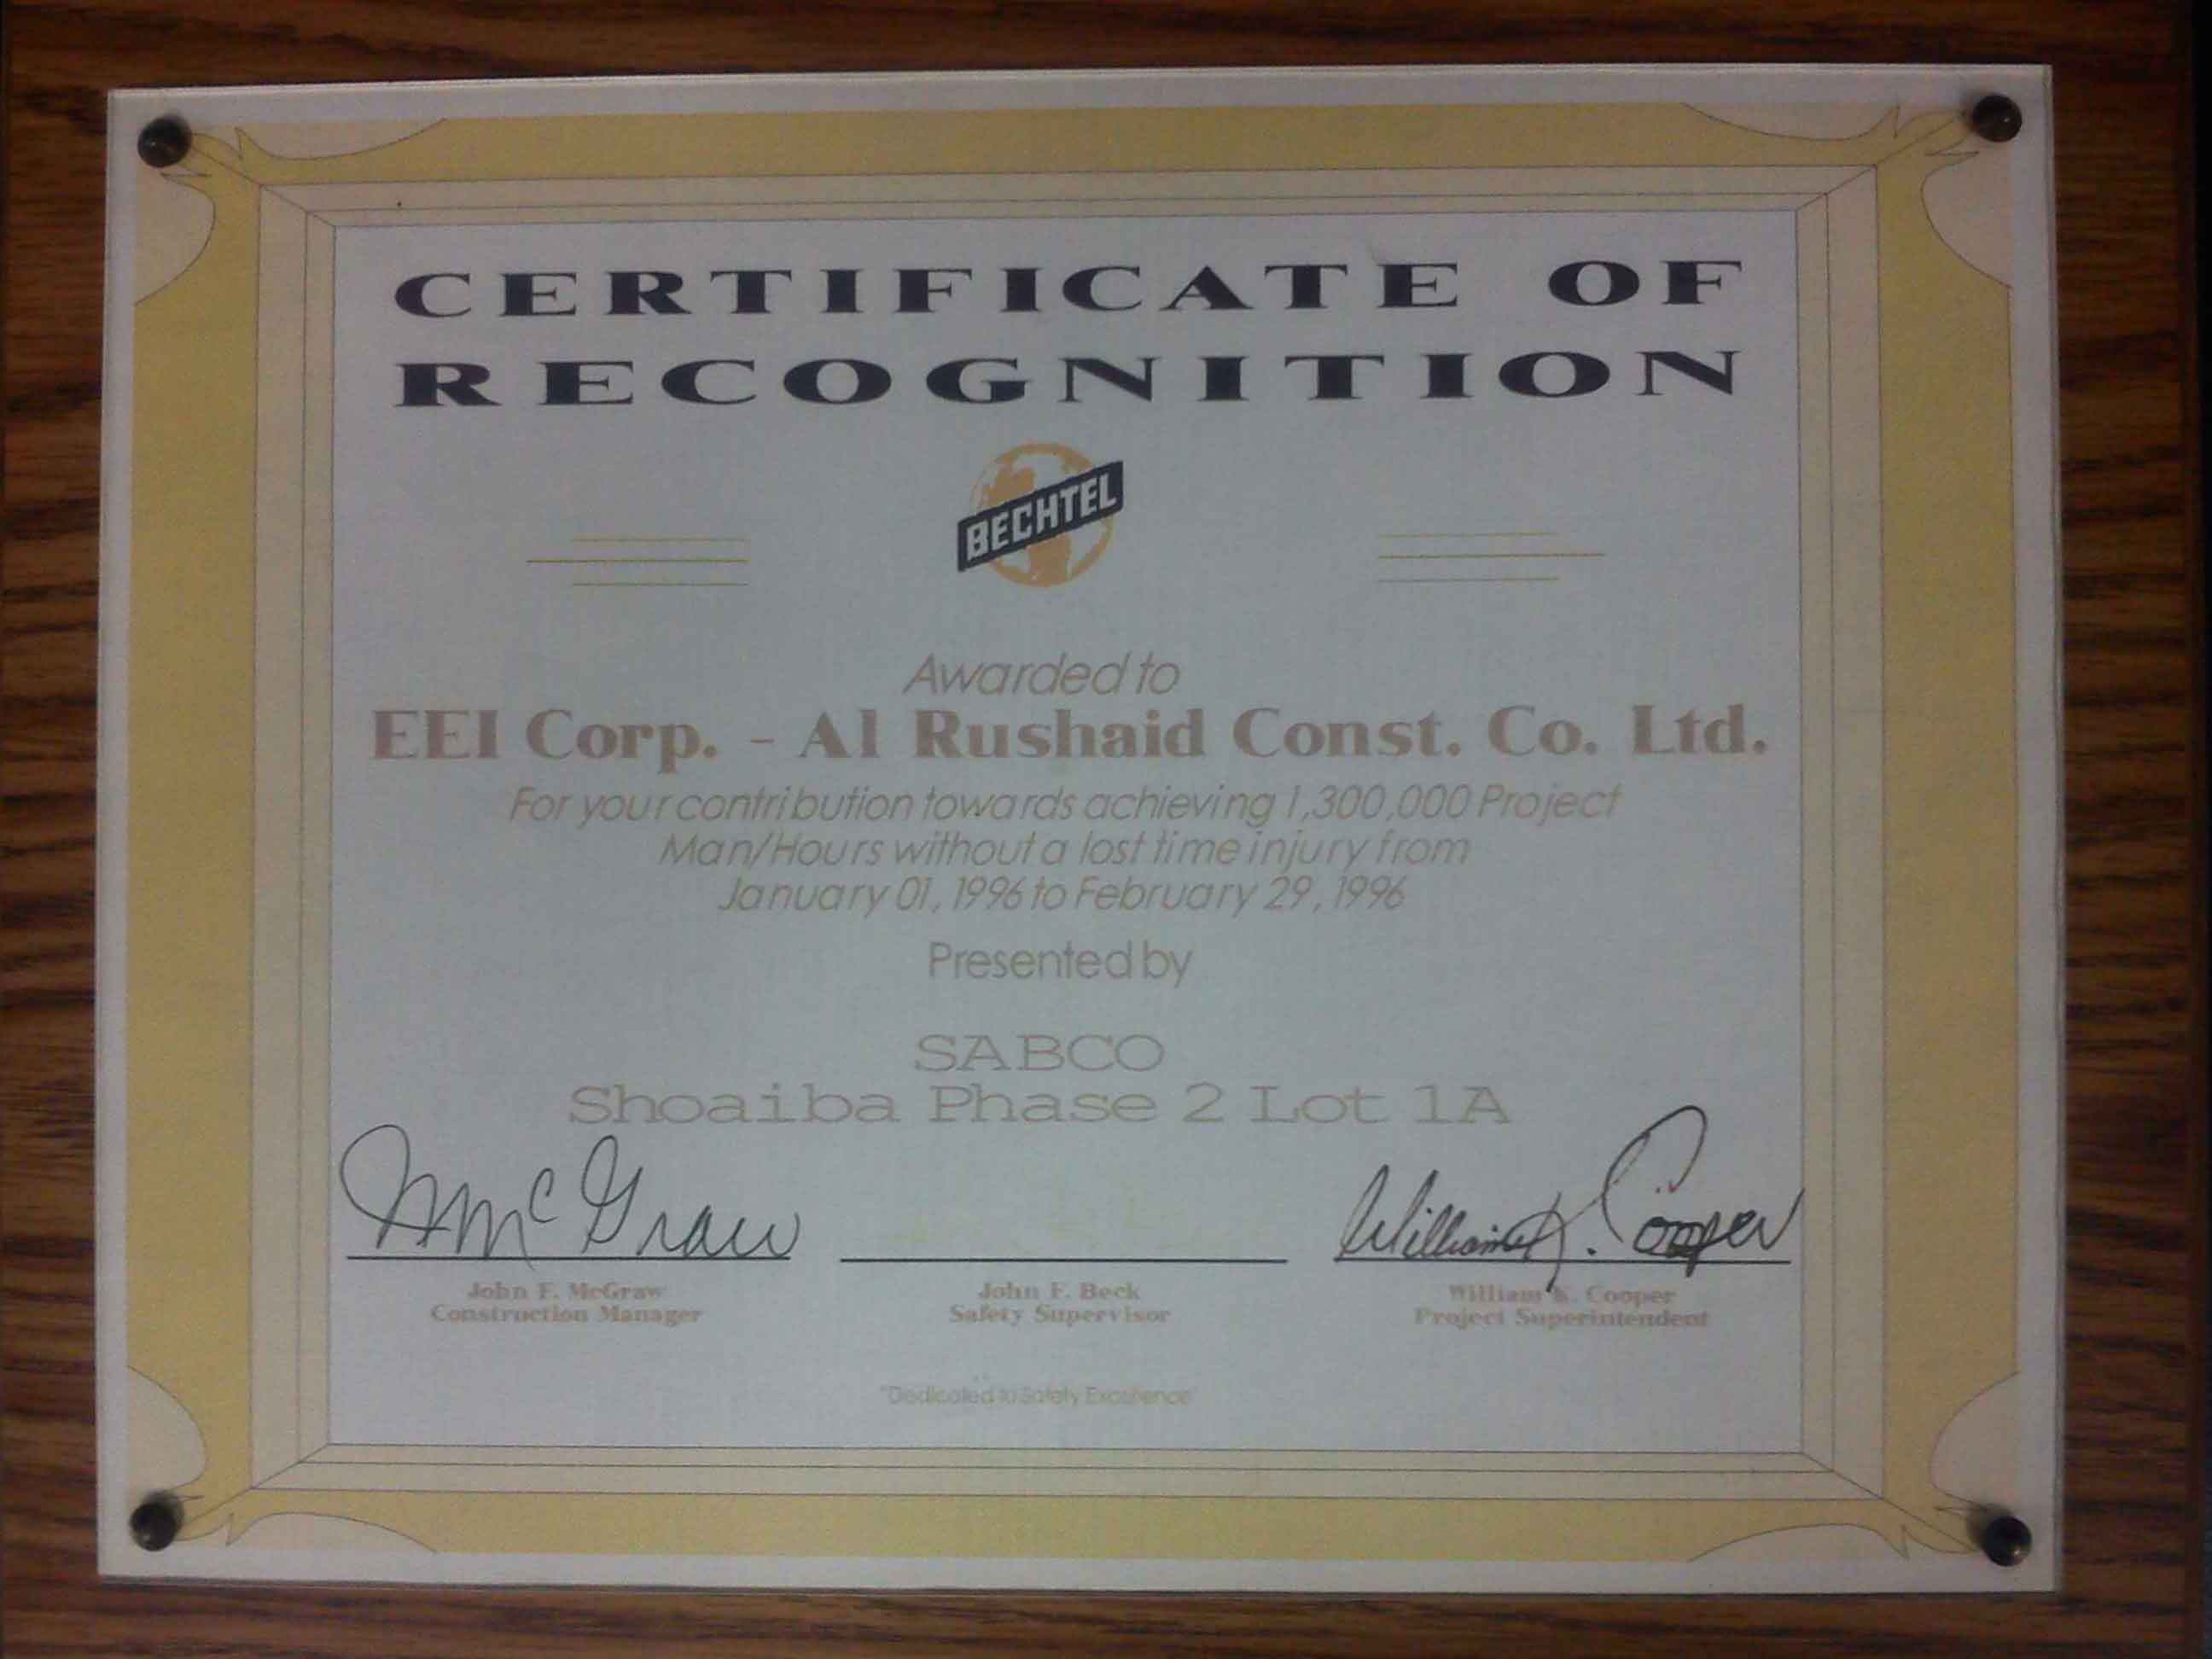 CERTIFICATE OF
RECOGNITION
BECHTEL
Awarded to
EEI Corp. - Al Rushaid Const. Co. Ltd.
For your contribution towards achieving 1,300,000 Project
Man/Hours without a lost time injury from
January 01, 1996 to February 29, 1996
Presented by
SABCO
Shoaiba Phase 2 Lot 1A
McGraw
William K. Cooper
John F. McGraw
John F. Beck
William K. Cooper
Construction Manager
Safety Supervisor
Project Superintendent
"Dedicated to Safety Excellence"